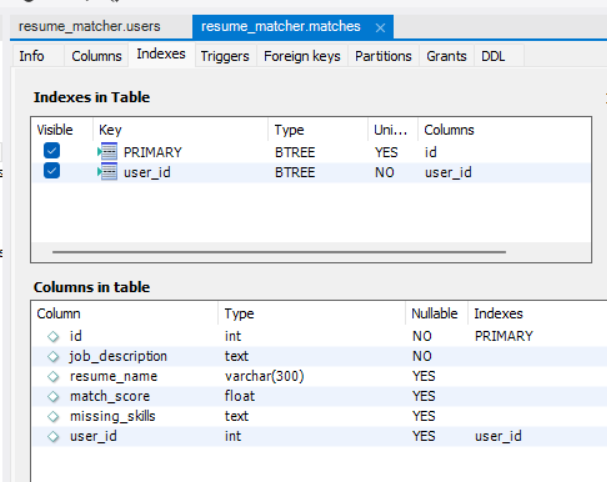 resume_matcher.users resume_matcher.matches ×
Info Columns Indexes Triggers Foreign keys Partitions Grants DDL
Indexes in Table
Visible Key Type Uni... Columns
PRIMARY BTREE YES id
user_id BTREE NO user_id
Columns in table
Column Type Nullable Indexes
id int NO PRIMARY
job_description text NO
resume_name varchar(300) YES
match_score float YES
missing_skills text YES
user_id int YES user_id